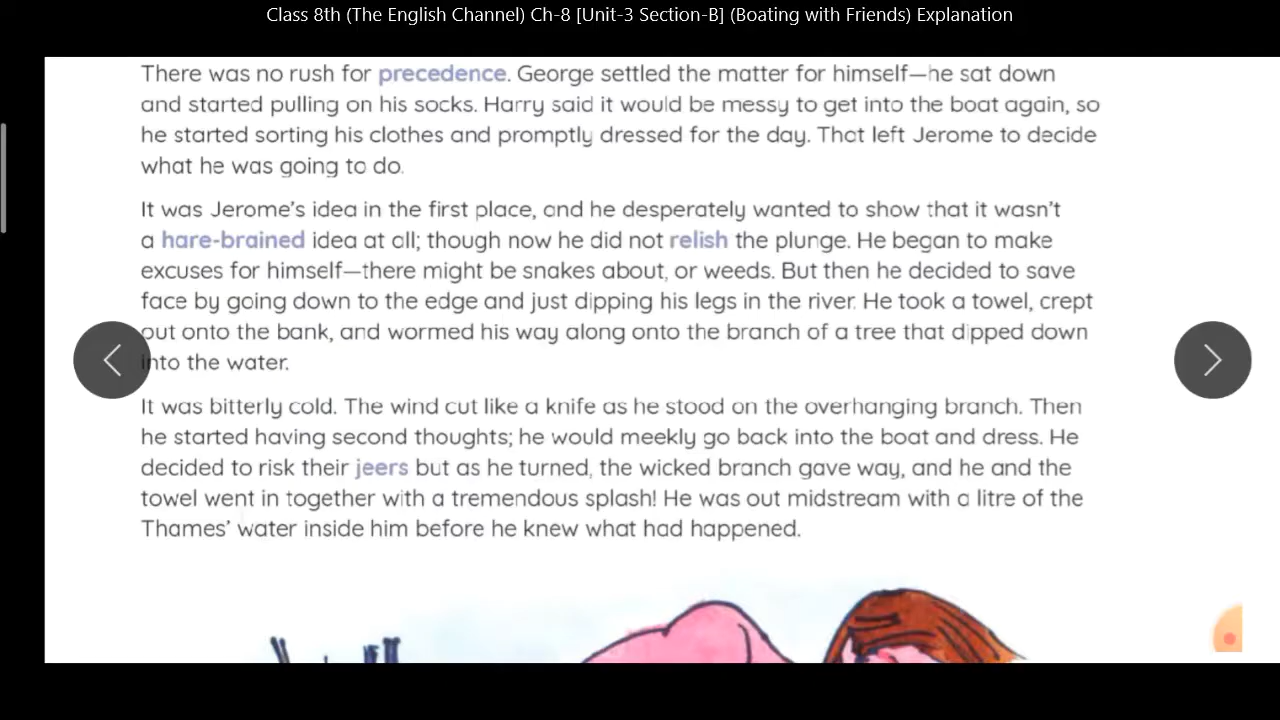 Class 8th (The English Channel) Ch-8 [Unit-3 Section-B] (Boating with Friends) Explanation
There was no rush for precedence. George settled the matter for himself—he sat down
and started pulling on his socks. Harry said it would be messy to get into the boat again, so
he started sorting his clothes and promptly dressed for the day. That left Jerome to decide
what he was going to do.
It was Jerome's idea in the first place, and he desperately wanted to show that it wasn't
a hare-brained idea at all; though now he did not relish the plunge. He began to make
excuses for himself—there might be snakes about, or weeds. But then he decided to save
face by going down to the edge and just dipping his legs in the river. He took a towel, crept
out onto the bank, and wormed his way along onto the branch of a tree that dipped down
into the water.
It was bitterly cold. The wind cut like a knife as he stood on the overhanging branch. Then
he started having second thoughts; he would meekly go back into the boat and dress. He
decided to risk their jeers but as he turned, the wicked branch gave way, and he and the
towel went in together with a tremendous splash! He was out midstream with a litre of the
Thames' water inside him before he knew what had happened.